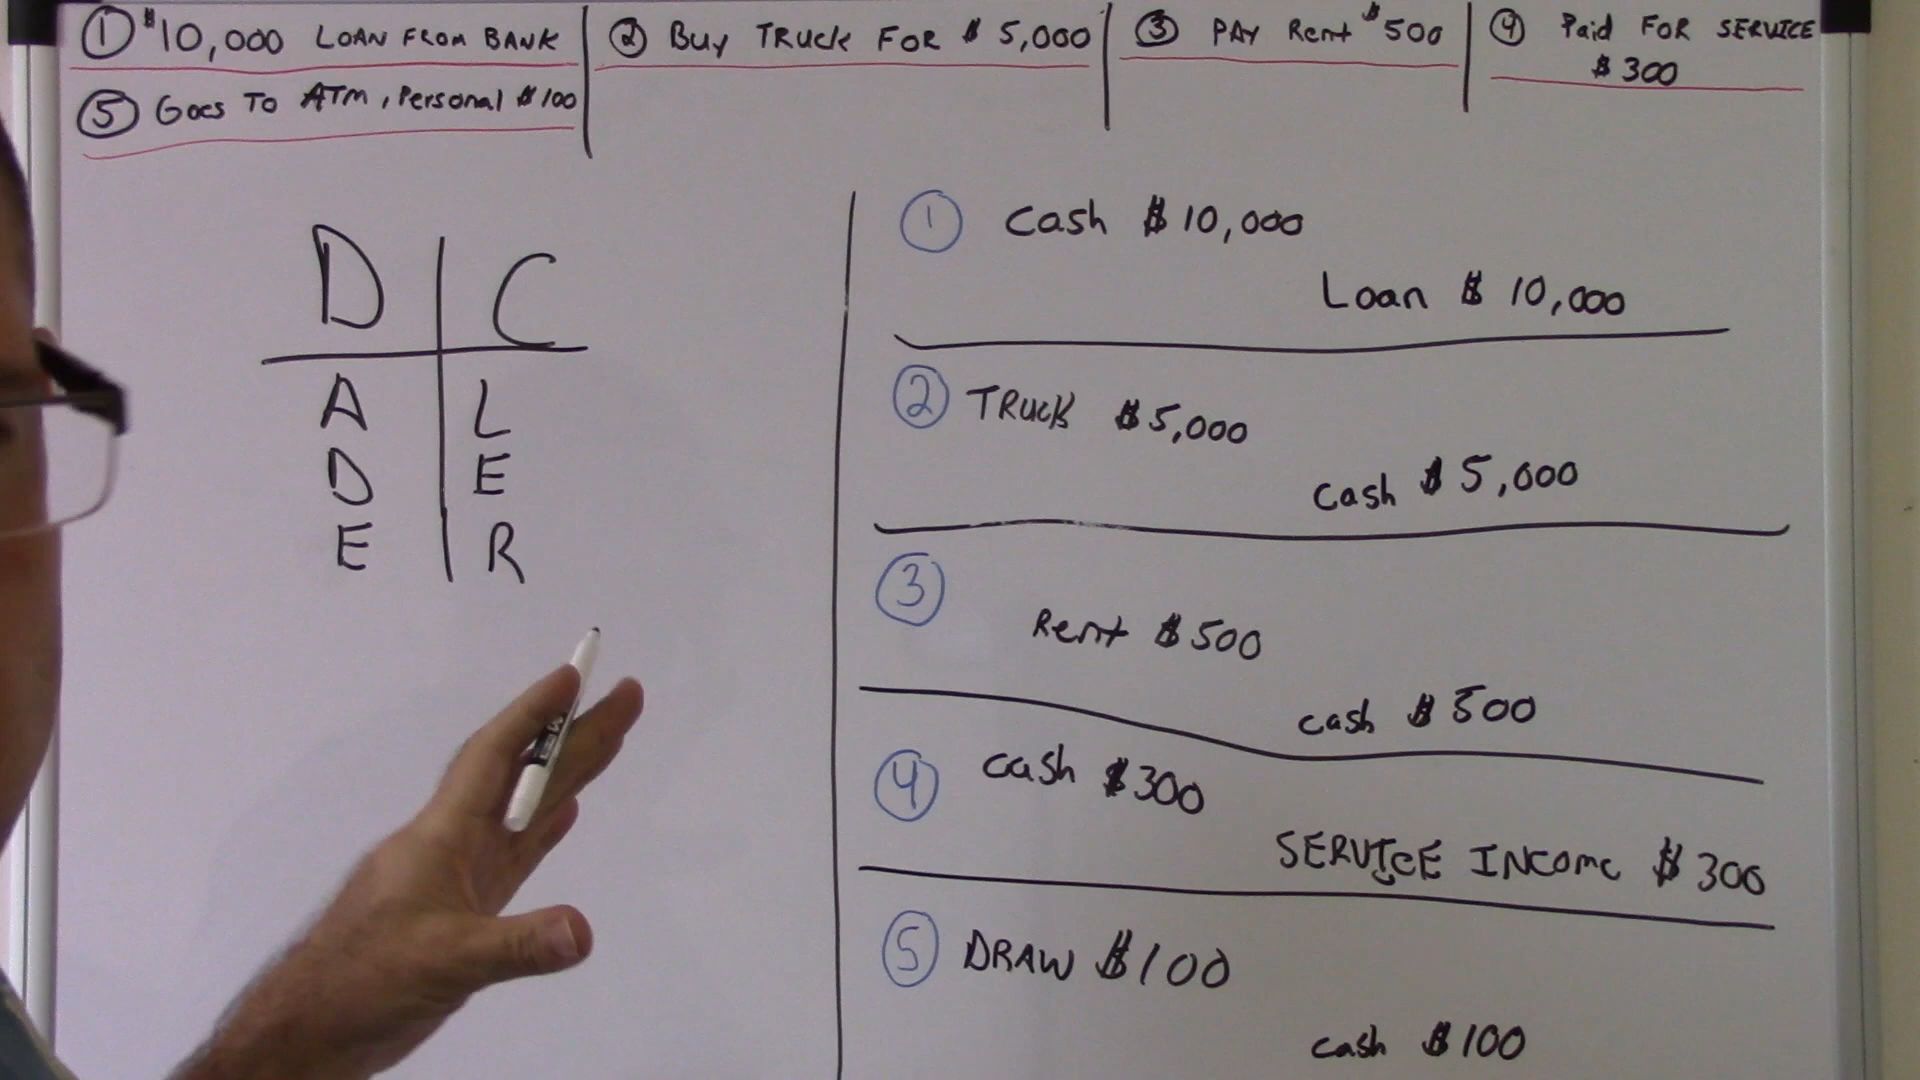 ① $10,000 LOAN FROM BANK
② Buy TRUCK FOR $ 5,000
③ PAY Rent $500
④ Paid FOR SERVICE
$ 300
⑤ Goes TO ATM, Personal $100
D C
A L
D E
E R
① Cash $ 10,000
Loan $ 10,000
② TRUCK $5,000
Cash $ 5,000
③
Rent $ 500
cash $ 500
④ cash $300
SERVICE INCOME $ 300
⑤ DRAW $100
cash $100